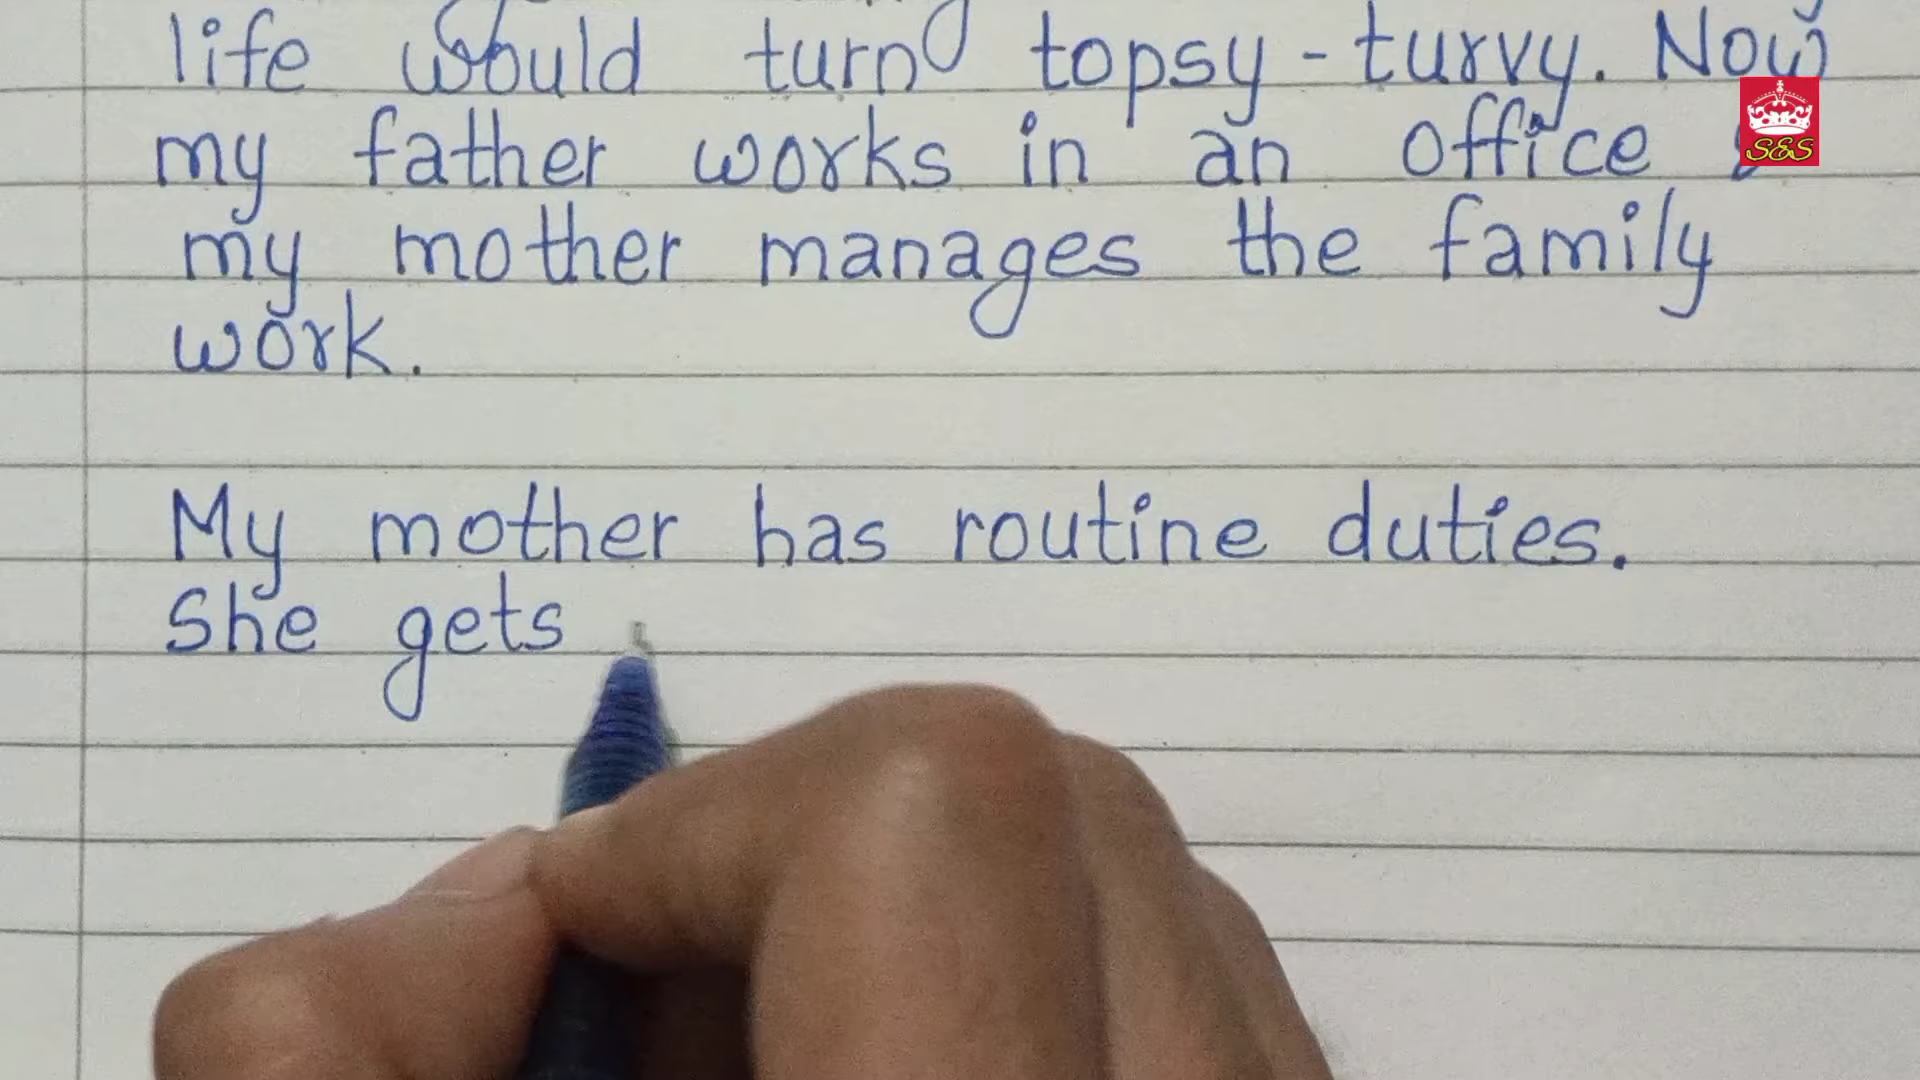 life would turn topsy-turvy. Now
my father works in an office
my mother manages the family
work.
My mother has routine duties.
She gets
S&S